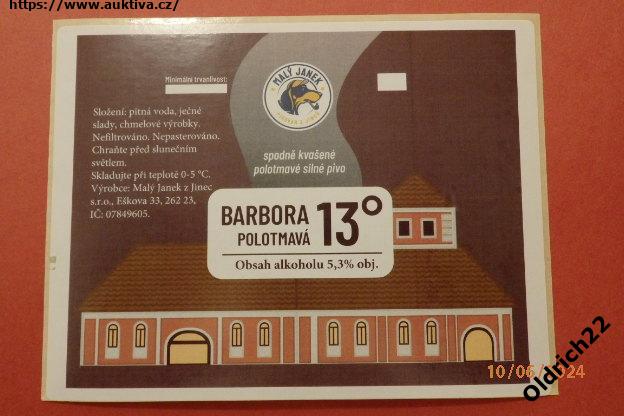 https://www.auktiva.cz/
Minimální trvanlivost:
MALÝ JANEK
PIVOVAR Z JINEC
Složení: pitná voda, ječné
slady, chmelové výrobky.
Nefiltrováno. Nepasterováno.
Chraňte před slunečním
světlem.
Skladujte při teplotě 0-5 °C.
Výrobce: Malý Janek z Jinec
s.r.o., Eškova 33, 262 23,
IČ: 07849605.
spodně kvašené
polotmavé silné pivo
BARBORA
POLOTMAVÁ
13°
Obsah alkoholu 5,3% obj.
10/06/2024
Oldrich22